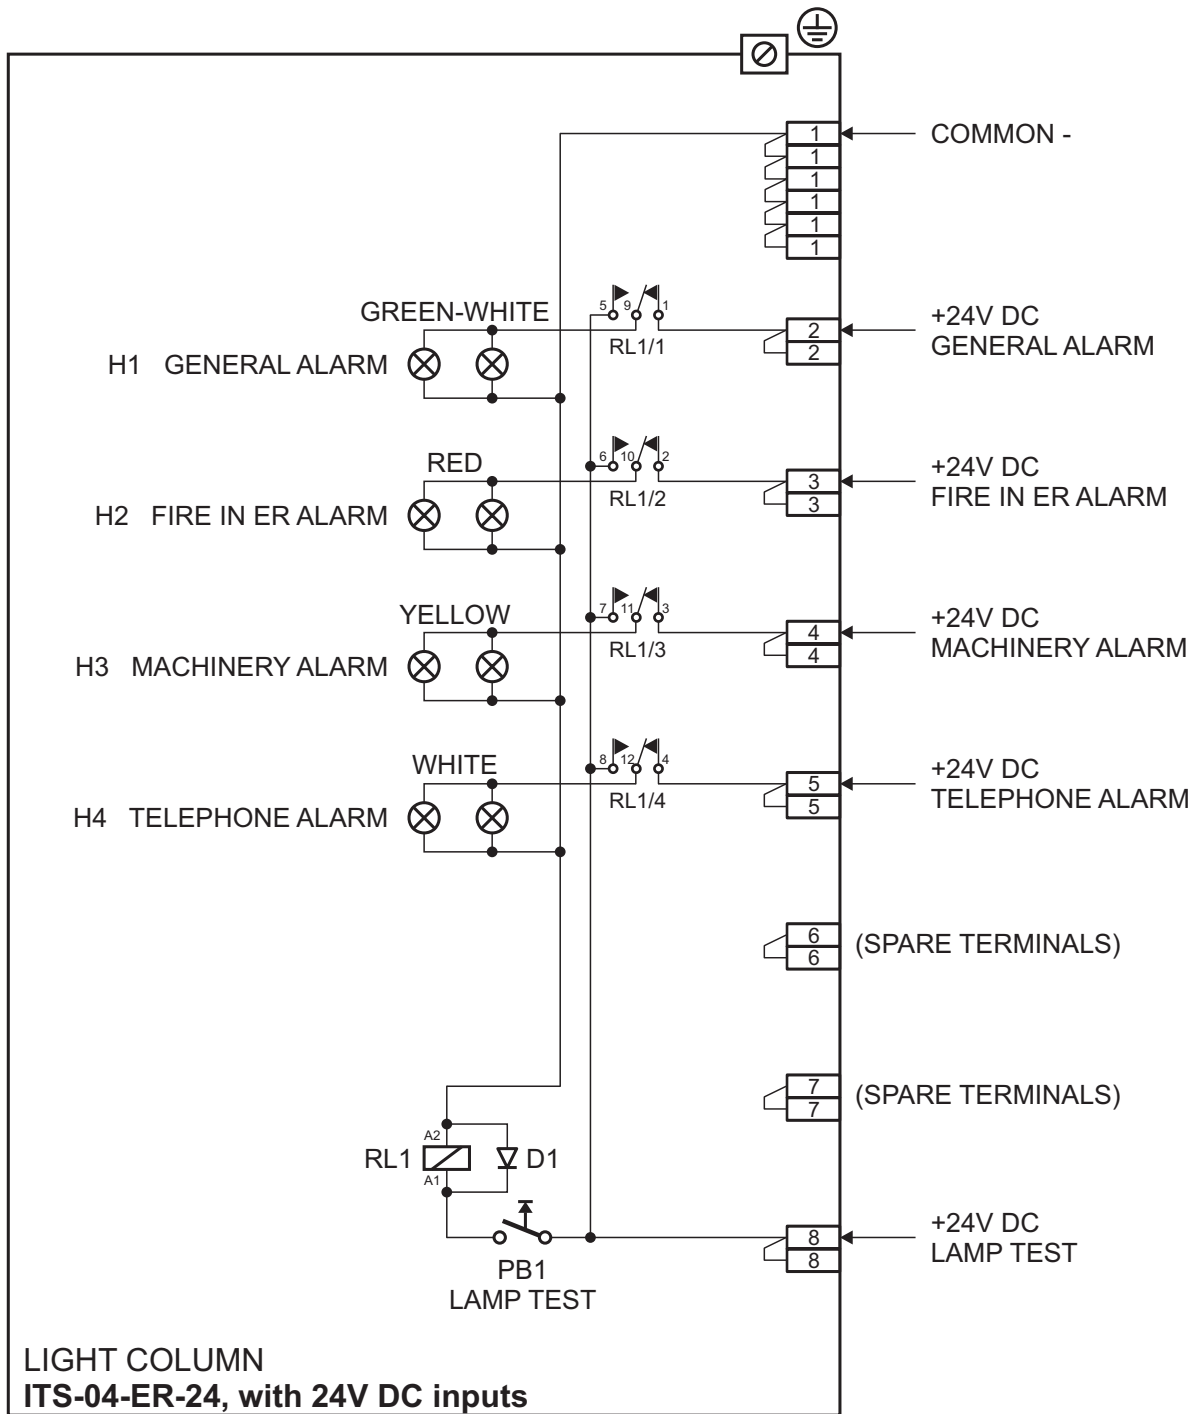 1 COMMON -
1
1
1
1
1
GREEN-WHITE
5 9 1
RL1/1
2 +24V DC
2 GENERAL ALARM
H1 GENERAL ALARM
RED
6 10 2
RL1/2
3 +24V DC
3 FIRE IN ER ALARM
H2 FIRE IN ER ALARM
YELLOW
7 11 3
RL1/3
4 +24V DC
4 MACHINERY ALARM
H3 MACHINERY ALARM
WHITE
8 12 4
RL1/4
5 +24V DC
5 TELEPHONE ALARM
H4 TELEPHONE ALARM
6 (SPARE TERMINALS)
6
7 (SPARE TERMINALS)
7
A2
RL1 D1
A1
8 +24V DC
8 LAMP TEST
PB1
LAMP TEST
LIGHT COLUMN
ITS-04-ER-24, with 24V DC inputs